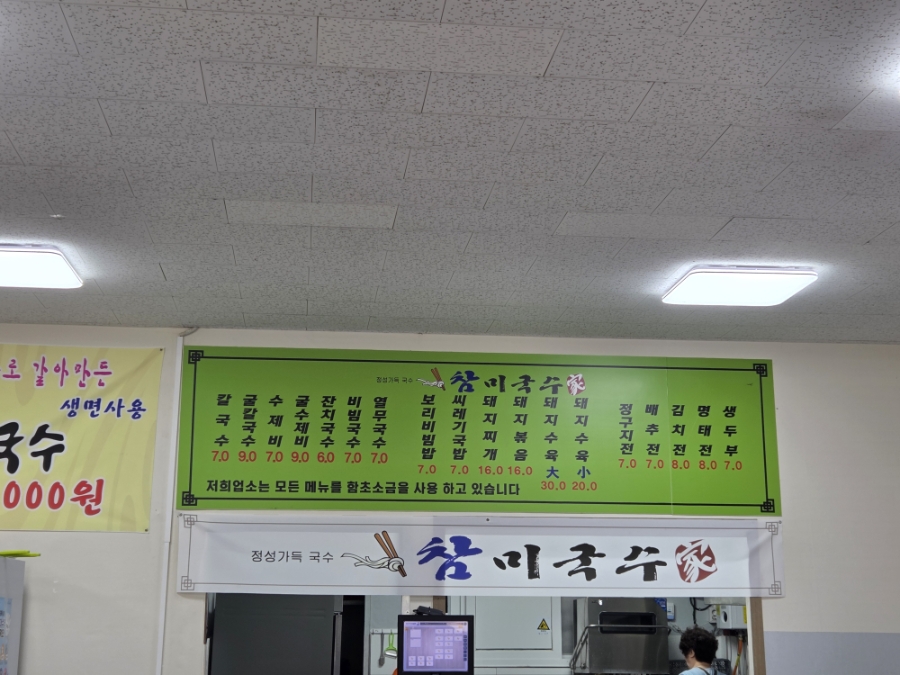 로 갈아만든
생면사용
국수
000원
정성가득 국수 참미국수家
칼국수 7.0
굴칼국수 9.0
수제비 7.0
굴수제비 9.0
잔치국수 6.0
비빔국수 7.0
열무국수 7.0
보리비빔밥 7.0
씨레기국밥 7.0
돼지찌개 16.0
돼지볶음 16.0
돼지수육 大 30.0
돼지수육 小 20.0
정구지전 7.0
배추전 7.0
김치전 8.0
명태전 8.0
생두부 7.0
저희업소는 모든 메뉴를 함초소금을 사용 하고 있습니다
정성가득 국수 참미국수家